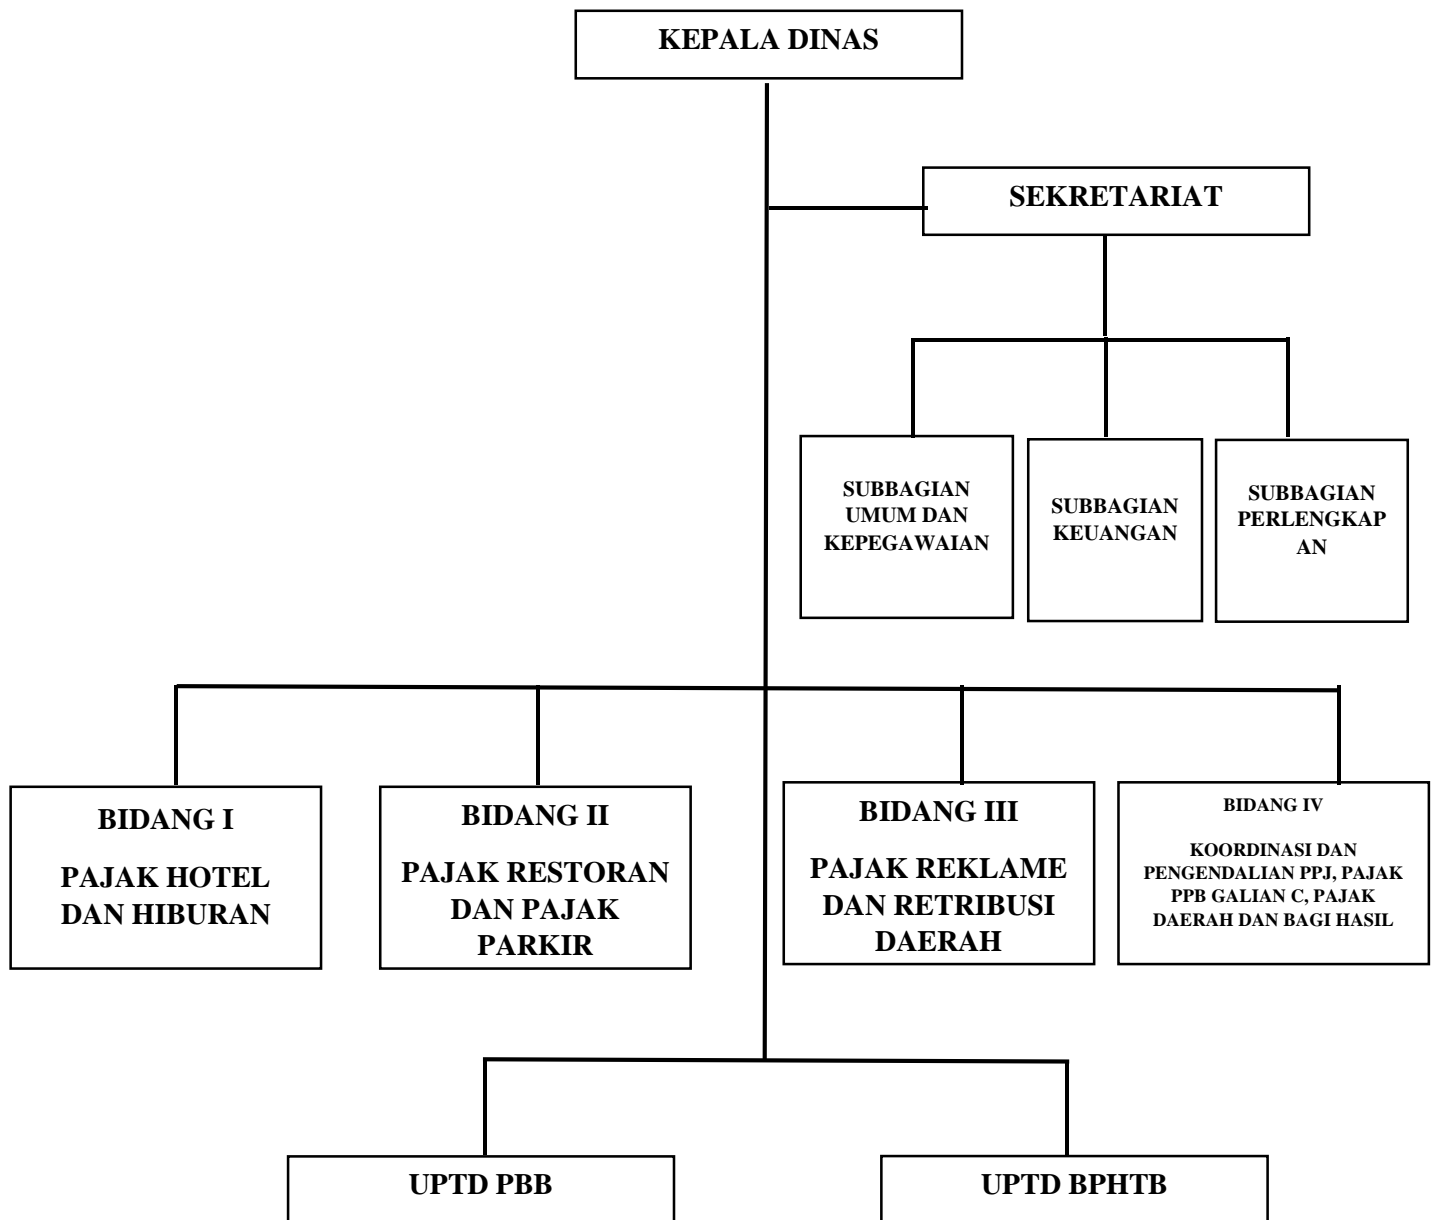 KEPALA DINAS
SEKRETARIAT
SUBBAGIAN
UMUM DAN
KEPEGAWAIAN
SUBBAGIAN
KEUANGAN
SUBBAGIAN
PERLENGKAP
AN
BIDANG I
PAJAK HOTEL
DAN HIBURAN
BIDANG II
PAJAK RESTORAN
DAN PAJAK
PARKIR
BIDANG III
PAJAK REKLAME
DAN RETRIBUSI
DAERAH
BIDANG IV
KOORDINASI DAN
PENGENDALIAN PPJ, PAJAK
PPB GALIAN C, PAJAK
DAERAH DAN BAGI HASIL
UPTD PBB
UPTD BPHTB